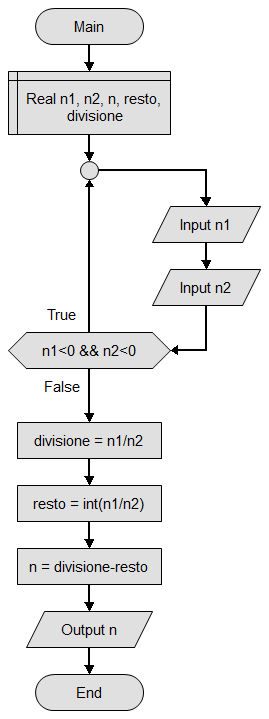 Main
Real n1, n2, n, resto,
divisione
Input n1
Input n2
True
n1<0 && n2<0
False
divisione = n1/n2
resto = int(n1/n2)
n = divisione-resto
Output n
End